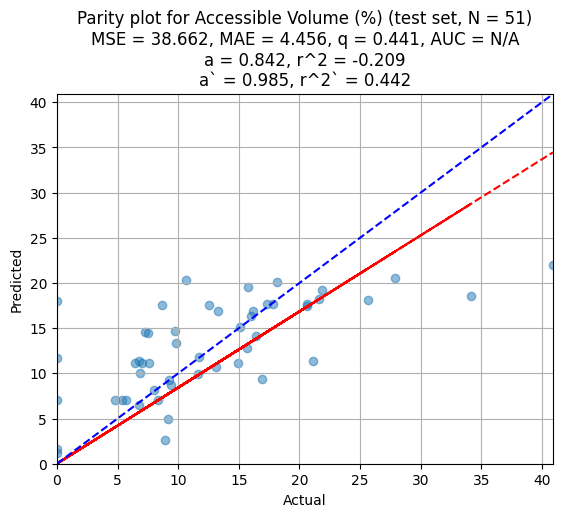 Parity plot for Accessible Volume (%) (test set, N = 51)
MSE = 38.662, MAE = 4.456, q = 0.441, AUC = N/A
a = 0.842, r^2 = -0.209
a` = 0.985, r^2` = 0.442
40
35
30
25
20
15
10
5
0
Predicted
0 5 10 15 20 25 30 35 40
Actual